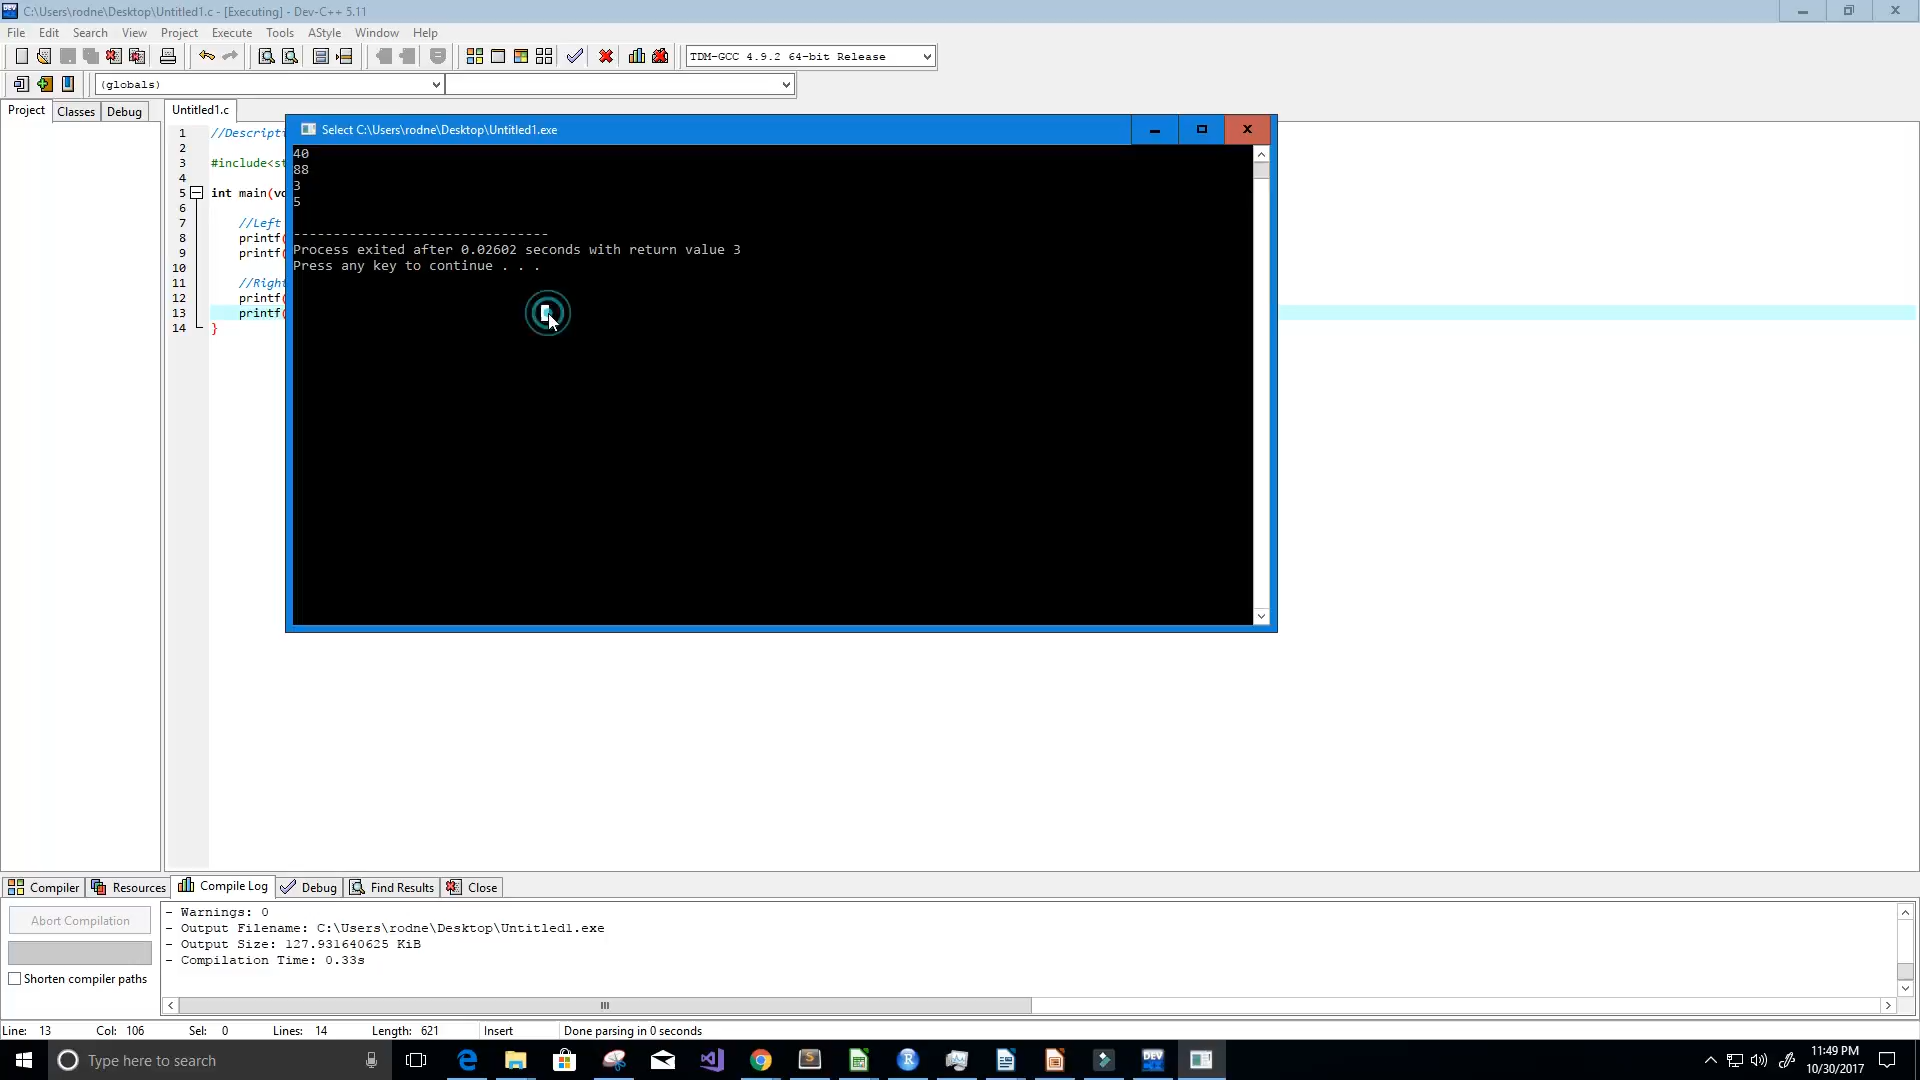 C:\Users\rodne\Desktop\Untitled1.c - [Executing] - Dev-C++ 5.11
File Edit Search View Project Execute Tools AStyle Window Help
TDM-GCC 4.9.2 64-bit Release
(globals)
Project Classes Debug Untitled1.c
Select C:\Users\rodne\Desktop\Untitled1.exe
1 //Descripti
2
3 #include<st
4
5 int main(vo
6
7 //Left
8 printf(
9 printf(
10
11 //Right
12 printf(
13 printf(
14 }
40
88
3
5
--------------------------------
Process exited after 0.02602 seconds with return value 3
Press any key to continue . . .
Compiler Resources Compile Log Debug Find Results Close
Abort Compilation
Shorten compiler paths
- Warnings: 0
- Output Filename: C:\Users\rodne\Desktop\Untitled1.exe
- Output Size: 127.931640625 KiB
- Compilation Time: 0.33s
Line: 13 Col: 106 Sel: 0 Lines: 14 Length: 621 Insert Done parsing in 0 seconds
Type here to search
DEV
11:49 PM
10/30/2017